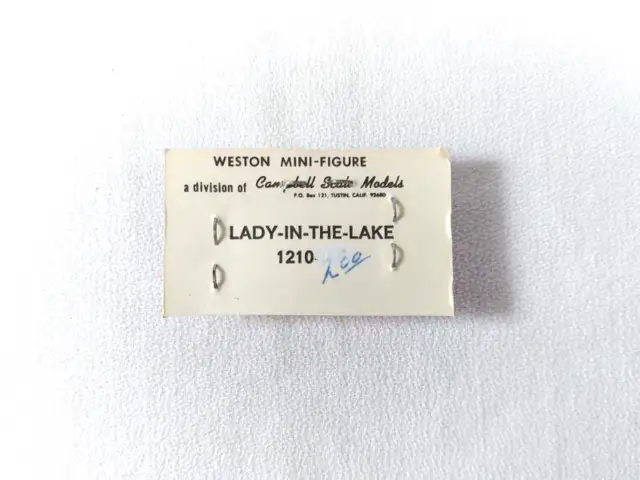 WESTON MINI-FIGURE
a division of Campbell Scale Models
P.O. Box 121, TUSTIN, CALIF. 92680
LADY-IN-THE-LAKE
1210-